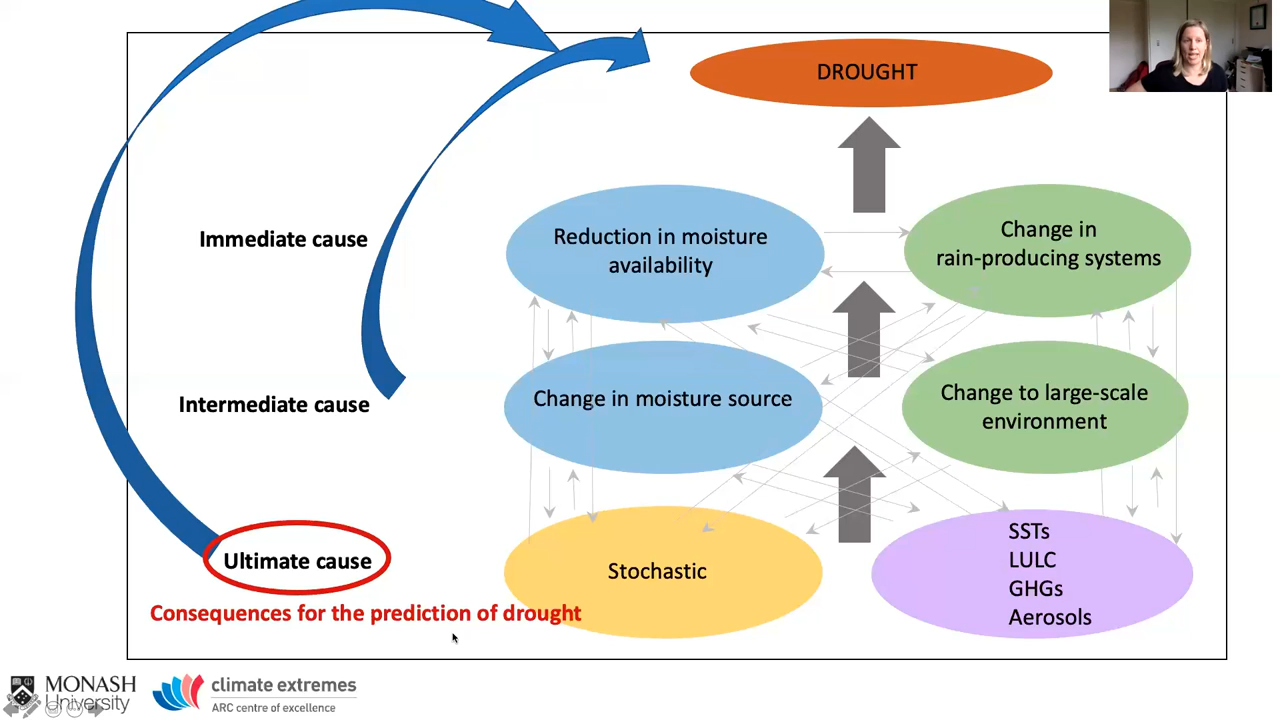 DROUGHT
Immediate cause
Reduction in moisture
availability
Change in
rain-producing systems
Intermediate cause
Change in moisture source
Change to large-scale
environment
Ultimate cause
Stochastic
SSTs
LULC
GHGs
Aerosols
Consequences for the prediction of drought
MONASH
University
climate extremes
ARC centre of excellence